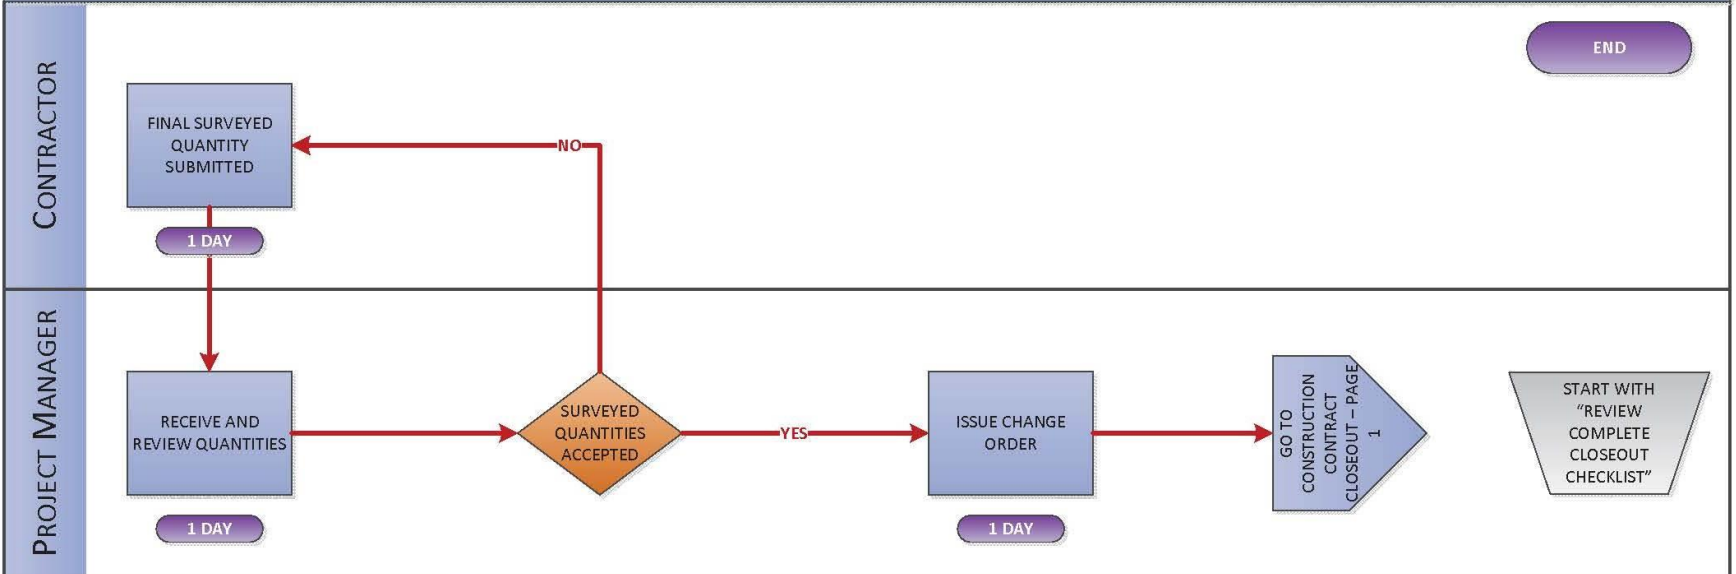 CONTRACTOR
END
FINAL SURVEYED
QUANTITY
SUBMITTED
NO
1 DAY
PROJECT MANAGER
RECEIVE AND
REVIEW QUANTITIES
1 DAY
SURVEYED
QUANTITIES
ACCEPTED
YES
ISSUE CHANGE
ORDER
1 DAY
GO TO
CONSTRUCTION
CONTRACT
CLOSEOUT – PAGE
1
START WITH
“REVIEW
COMPLETE
CLOSEOUT
CHECKLIST”